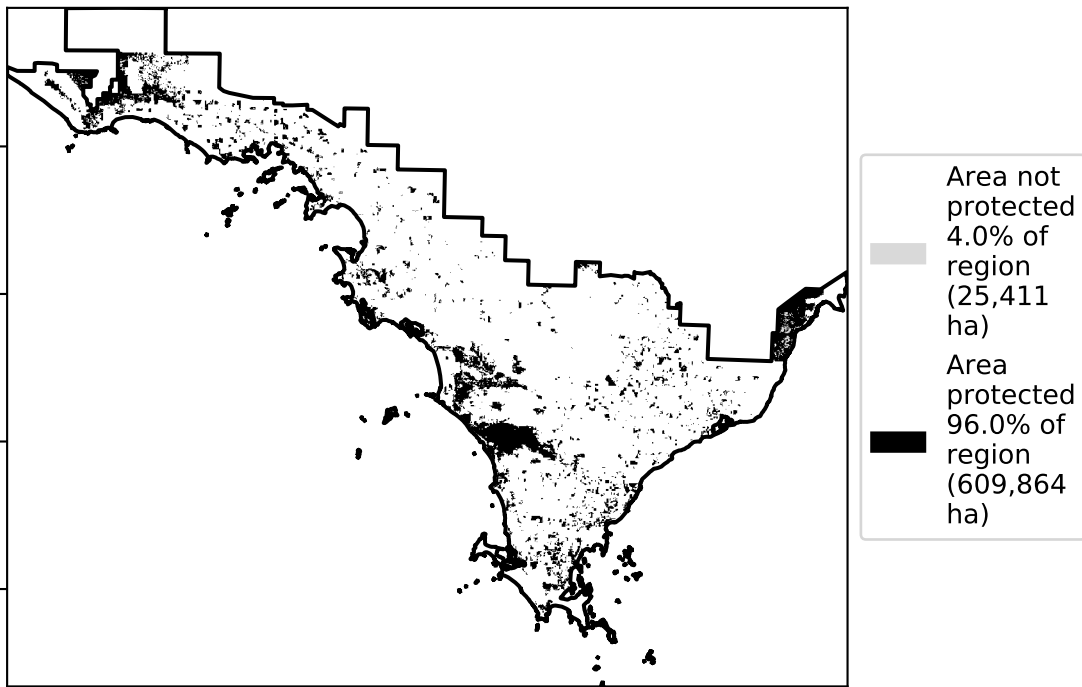 Area not
protected
4.0% of
region
(25,411
ha)
Area
protected
96.0% of
region
(609,864
ha)